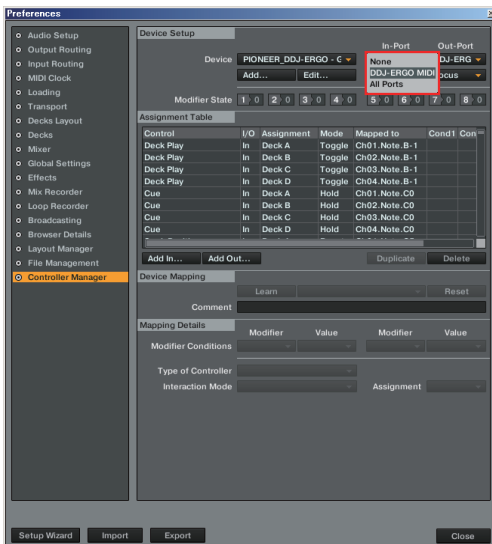 Preferences
Audio Setup
Output Routing
Input Routing
MIDI Clock
Loading
Transport
Decks Layout
Decks
Mixer
Global Settings
Effects
Mix Recorder
Loop Recorder
Broadcasting
Browser Details
Layout Manager
File Management
Controller Manager
Device Setup
In-Port Out-Port
Device PIONEER_DDJ-ERGO - G DDJ-ERG
None
DDJ-ERGO MIDI
All Ports
Add... Edit... ocus
Modifier State 1 0 2 0 3 0 4 0 5 0 6 0 7 0 8 0
Assignment Table
Control I/O Assignment Mode Mapped to Cond1 Con
Deck Play In Deck A Toggle Ch01.Note.B-1
Deck Play In Deck B Toggle Ch02.Note.B-1
Deck Play In Deck C Toggle Ch03.Note.B-1
Deck Play In Deck D Toggle Ch04.Note.B-1
Cue In Deck A Hold Ch01.Note.C0
Cue In Deck B Hold Ch02.Note.C0
Cue In Deck C Hold Ch03.Note.C0
Cue In Deck D Hold Ch04.Note.C0
Add In... Add Out... Duplicate Delete
Device Mapping
Learn Reset
Comment
Mapping Details
Modifier Value Modifier Value
Modifier Conditions
Type of Controller
Interaction Mode Assignment
Setup Wizard Import Export Close